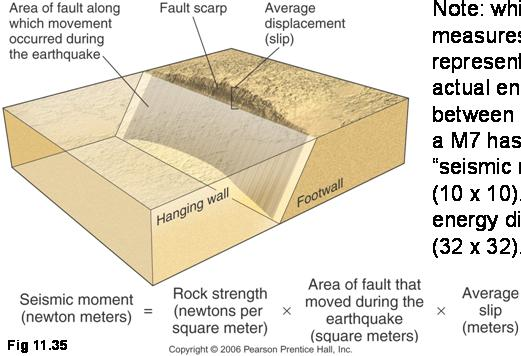 Area of fault along
which movement
occurred during
the earthquake
Fault scarp
Average
displacement
(slip)
Note: whi
measures
represent
actual en
between
a M7 has
"seismic r
(10 x 10).
energy di
(32 x 32).
Hanging wall
Footwall
Seismic moment
(newton meters)
=
Rock strength
(newtons per
square meter)
×
Area of fault that
moved during the
earthquake
(square meters)
×
Average
slip
(meters)
Fig 11.35
Copyright © 2006 Pearson Prentice Hall, Inc.